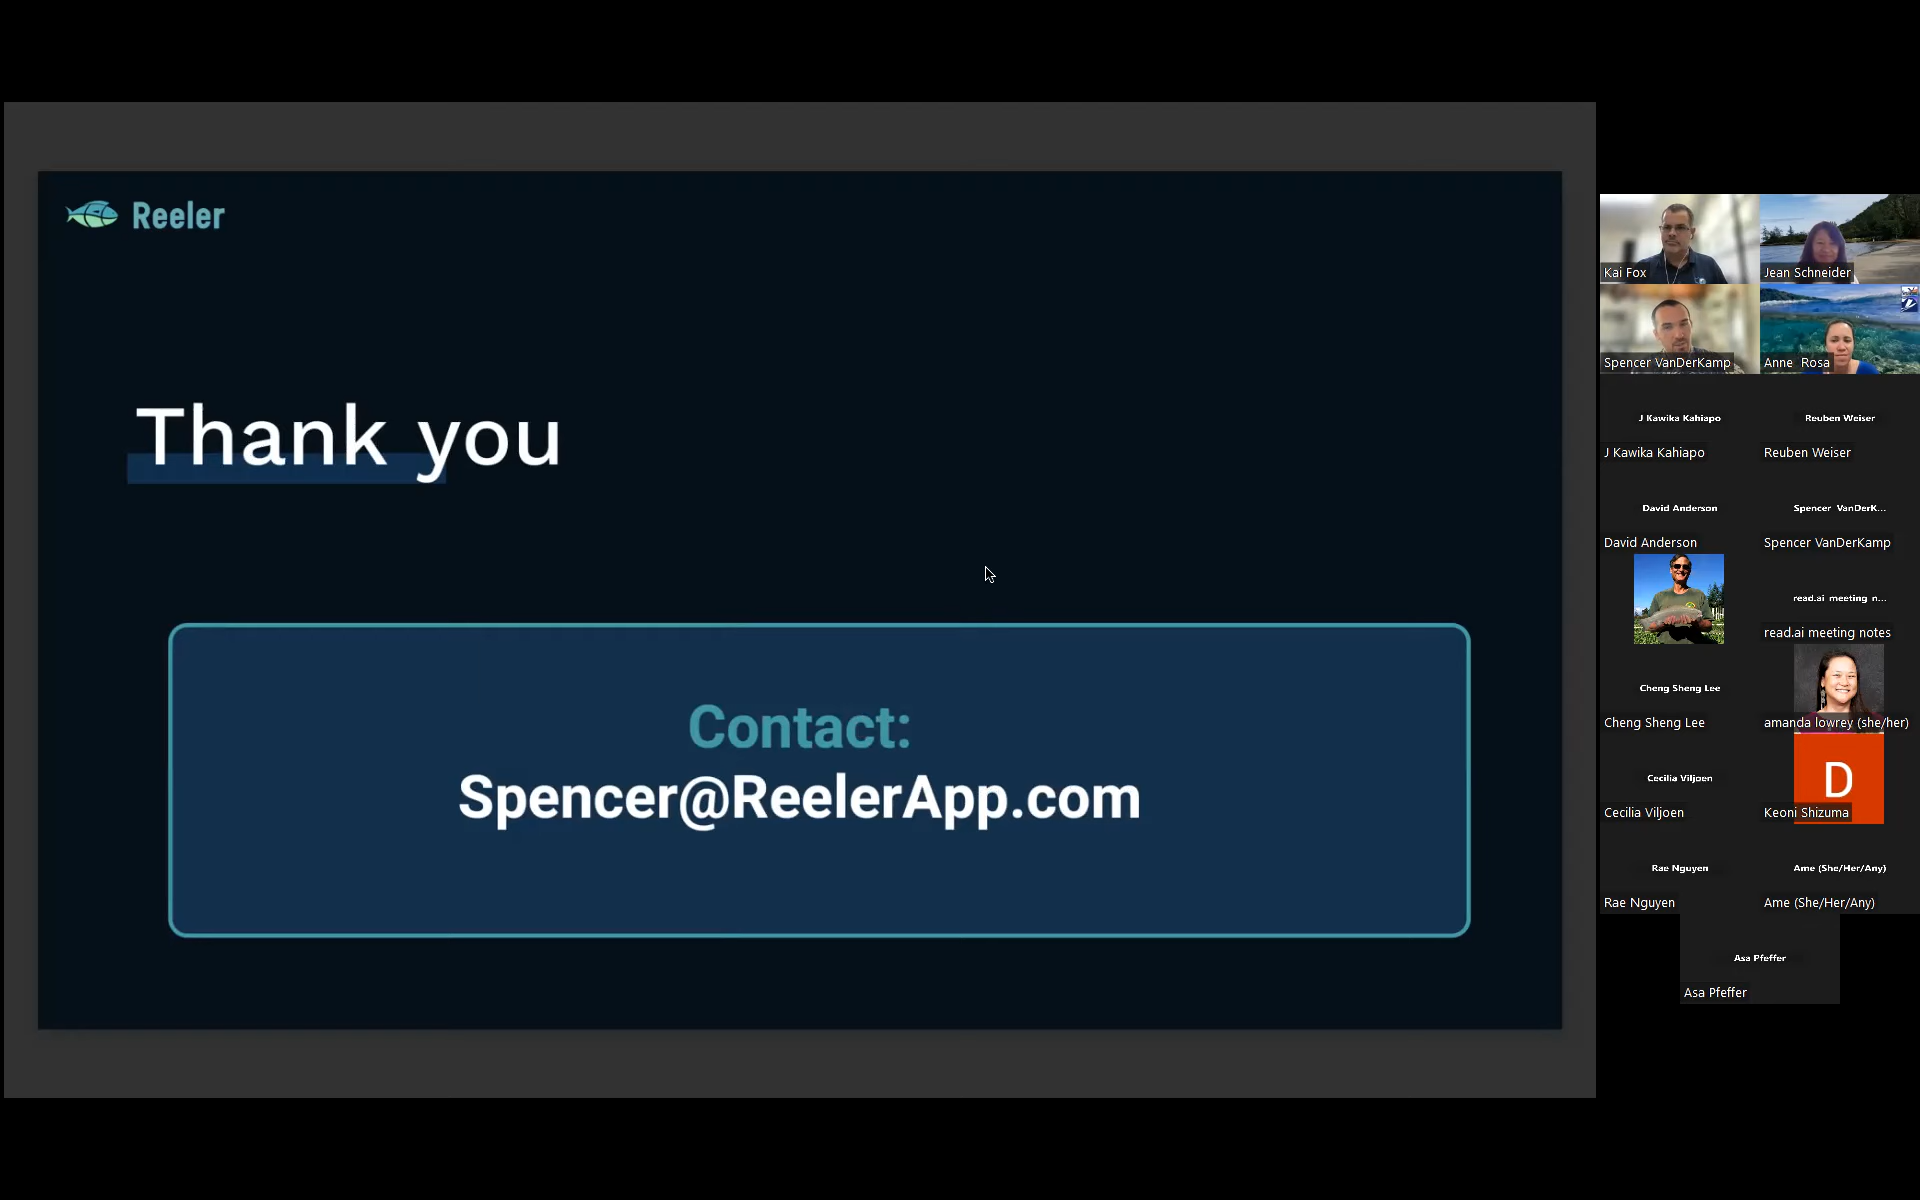 Reeler
Thank you
Contact:
Spencer@ReelerApp.com
Kai Fox
Jean Schneider
Spencer VanDerKamp
Anne Rosa
J Kawika Kahiapo
J Kawika Kahiapo
Reuben Weiser
Reuben Weiser
David Anderson
David Anderson
Spencer VanDerK...
Spencer VanDerKamp
read.ai meeting n...
read.ai meeting notes
Cheng Sheng Lee
Cheng Sheng Lee
amanda lowrey (she/her)
Cecilia Viljoen
Cecilia Viljoen
D
Keoni Shizuma
Rae Nguyen
Rae Nguyen
Ame (She/Her/Any)
Ame (She/Her/Any)
Asa Pfeffer
Asa Pfeffer